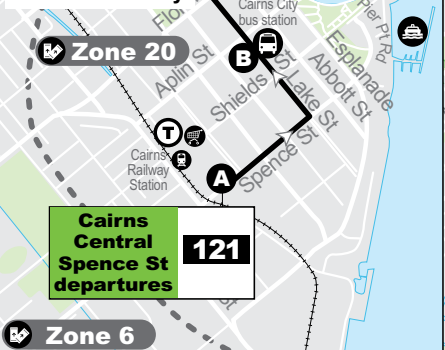 Cairns City
bus station
Pier Pt Rd
Zone 20
B
Esplanade
Aplin St
Shields St
Lake St
Abbott St
T
Cairns
Railway
Station
A
Spence St
Cairns
Central
Spence St
departures
121
St
Zone 6